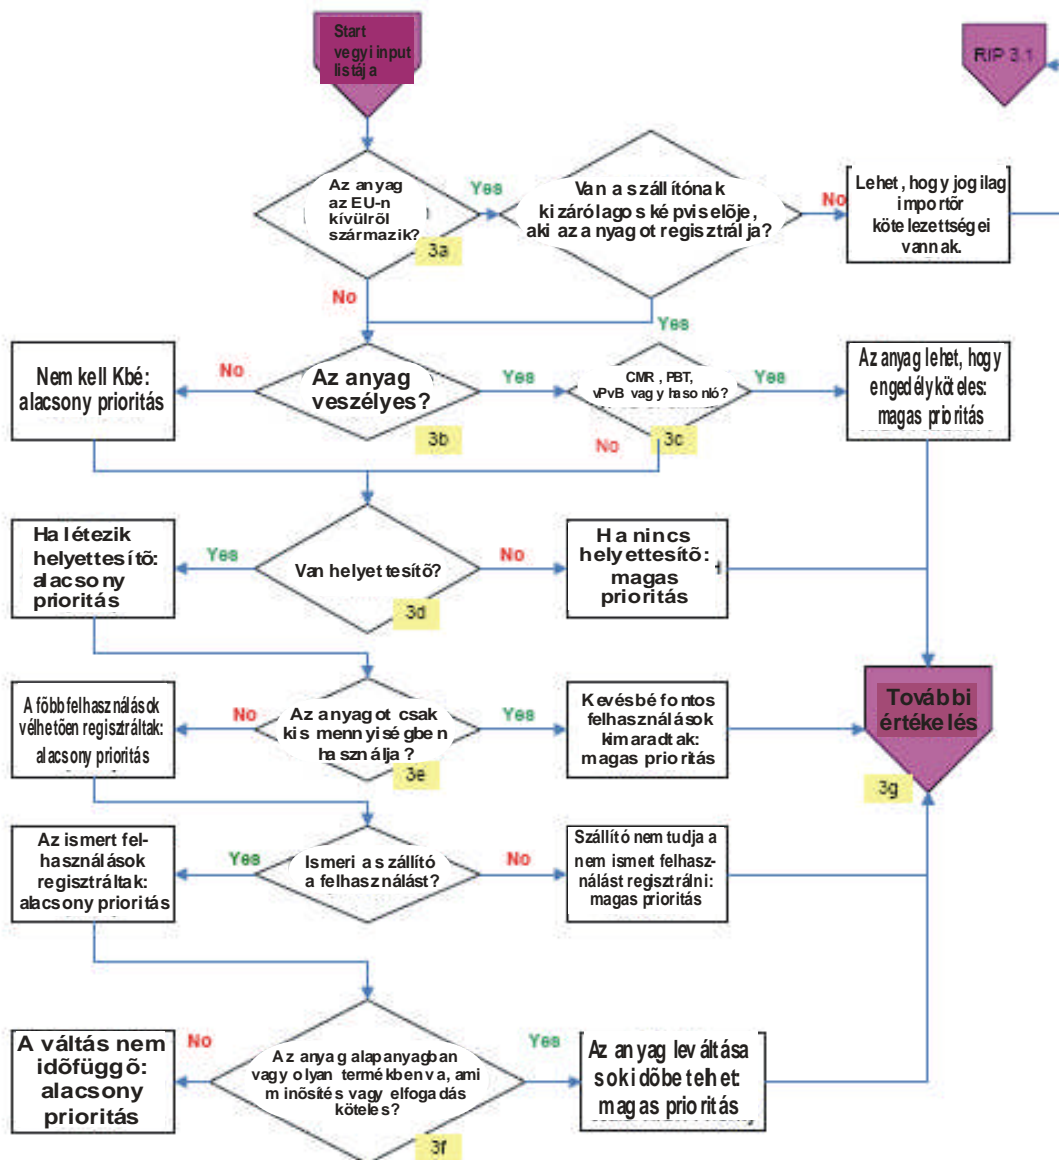 Start
vegyi input
listája
RIP 3.1
Az anyag
az EU-n
kívülről
származik?
3a
Yes
Van a szállítónak
kizárólagos képviselője,
aki az anyagot regisztrálja?
No
Lehet, hogy jogilag
importőr
kötelezettségei
vannak.
No
Yes
Nem kell Kbé:
alacsony prioritás
No
Az anyag
veszélyes?
3b
Yes
CMR, PBT,
vPvB vagy hasonló?
3c
Yes
Az anyag lehet, hogy
engedélyköteles:
magas prioritás
No
Ha létezik
helyettesítő:
alacsony
prioritás
Yes
Van helyettesítő?
3d
No
Ha nincs
helyettesítő:
magas
prioritás
A főbb felhasználások
vélhetően regisztráltak:
alacsony prioritás
No
Az anyagot csak
kis mennyiségben
használja?
3e
Yes
Kevésbé fontos
felhasználások
kimaradtak:
magas prioritás
További
értékelés
3g
Az ismert fel-
használások
regisztráltak:
alacsony prioritás
Yes
Ismeri a szállító
a felhasználást?
No
Szállító nem tudja a
nem ismert felhasz-
nálást regisztrálni:
magas prioritás
A váltás nem
időfüggő:
alacsony
prioritás
No
Az anyag alapanyagban
vagy olyan termékben va, ami
minősítés vagy elfogadás
köteles?
3f
Yes
Az anyag leváltása
sok időbe telhet:
magas prioritás